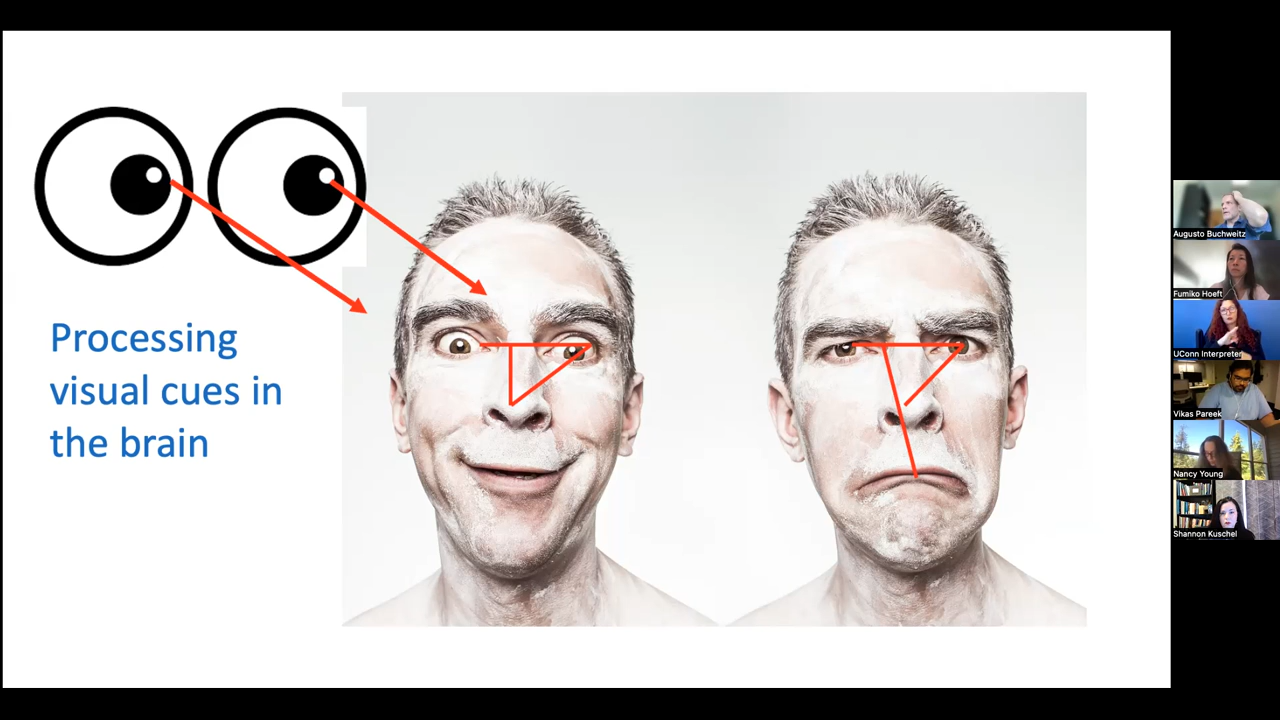 Processing
visual cues in
the brain
Augusto Buchweitz
Fumiko Hoeft
UConn Interpreter
Vikas Pareek
Nancy Young
Shannon Kuschel